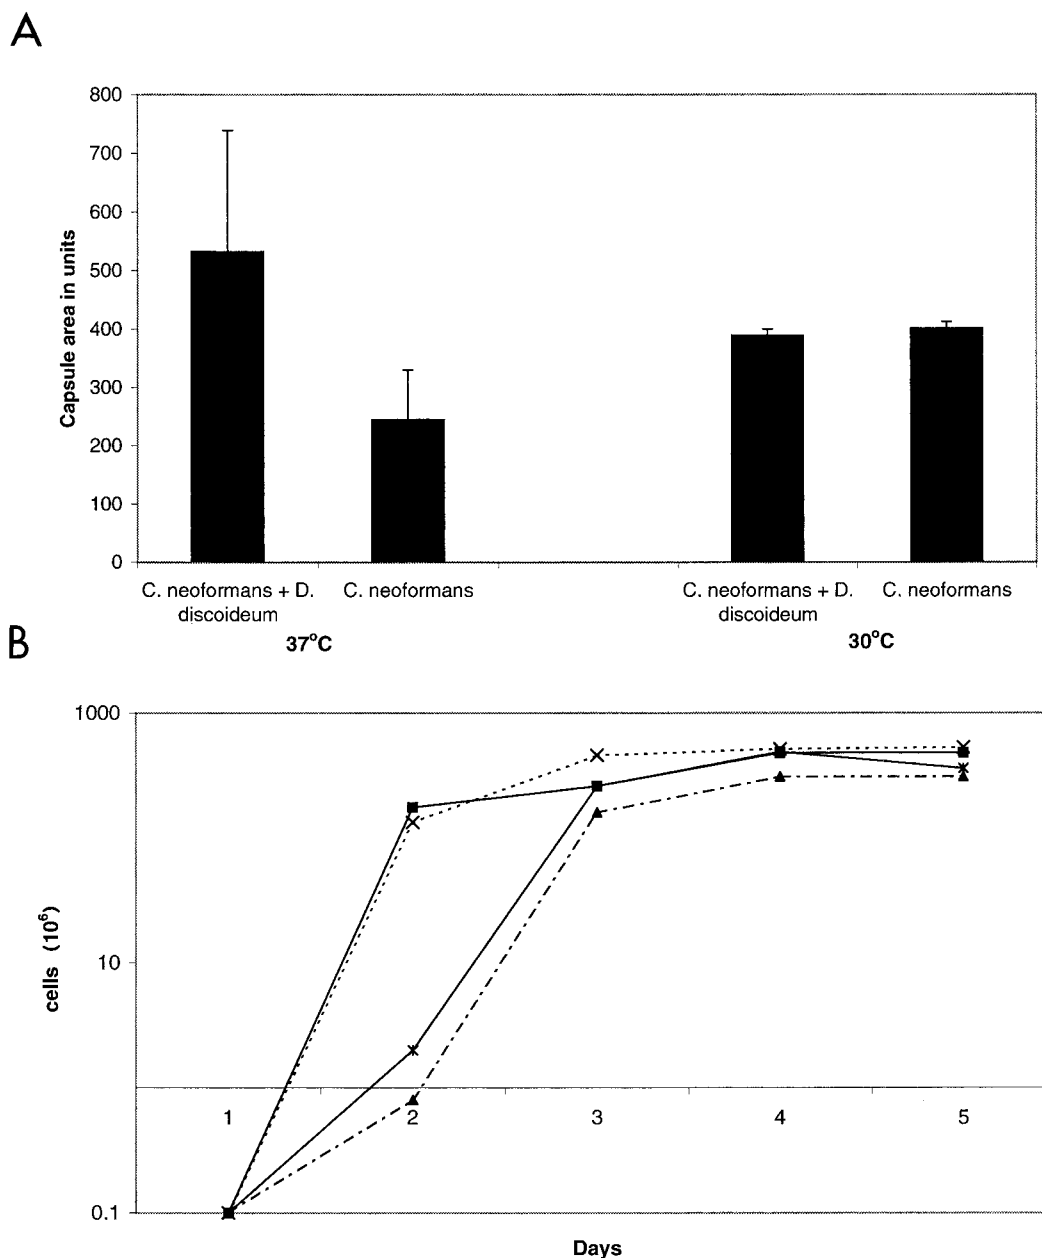 A
800
700
600
500
400
300
200
100
0
Capsule area in units
C. neoformans + D. discoideum
C. neoformans
C. neoformans + D. discoideum
C. neoformans
37°C
30°C
B
1000
10
0.1
cells (10⁶)
1 2 3 4 5
Days